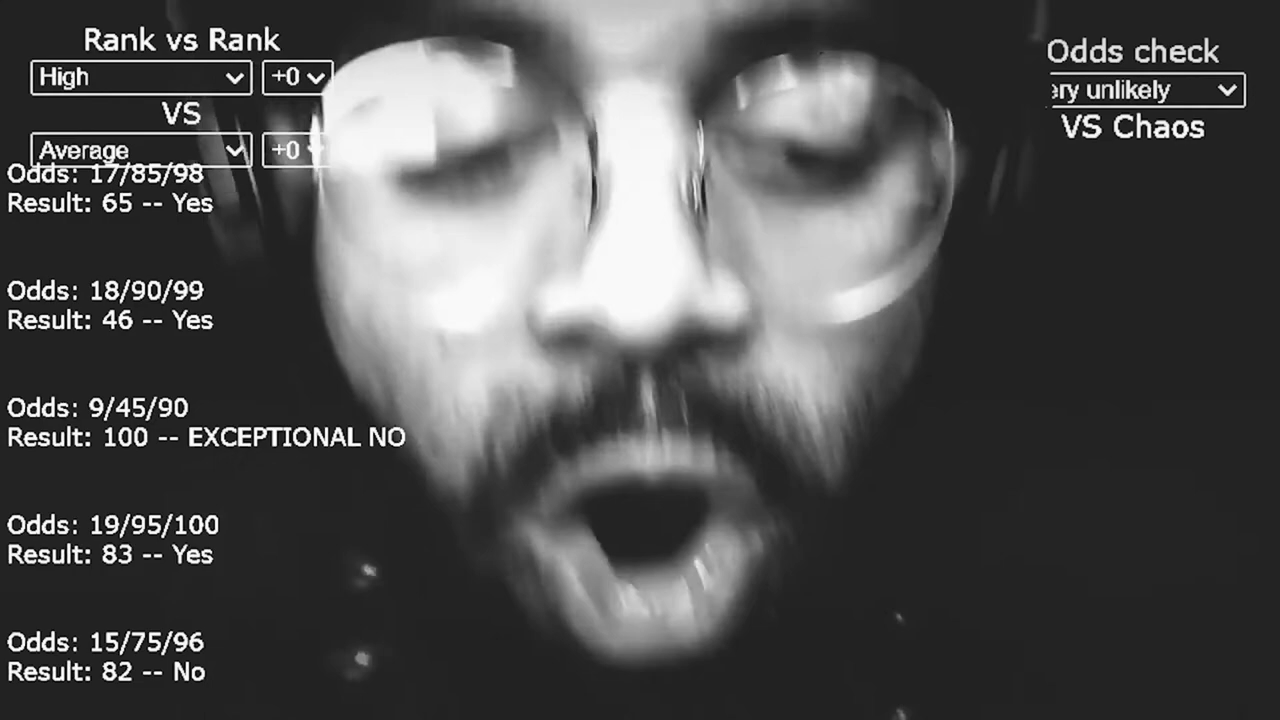 Rank vs Rank
High
+0
VS
Average
+0
Odds: 17/85/98
Result: 65 -- Yes
Odds: 18/90/99
Result: 46 -- Yes
Odds: 9/45/90
Result: 100 -- EXCEPTIONAL NO
Odds: 19/95/100
Result: 83 -- Yes
Odds: 15/75/96
Result: 82 -- No
Odds check
ery unlikely
VS Chaos